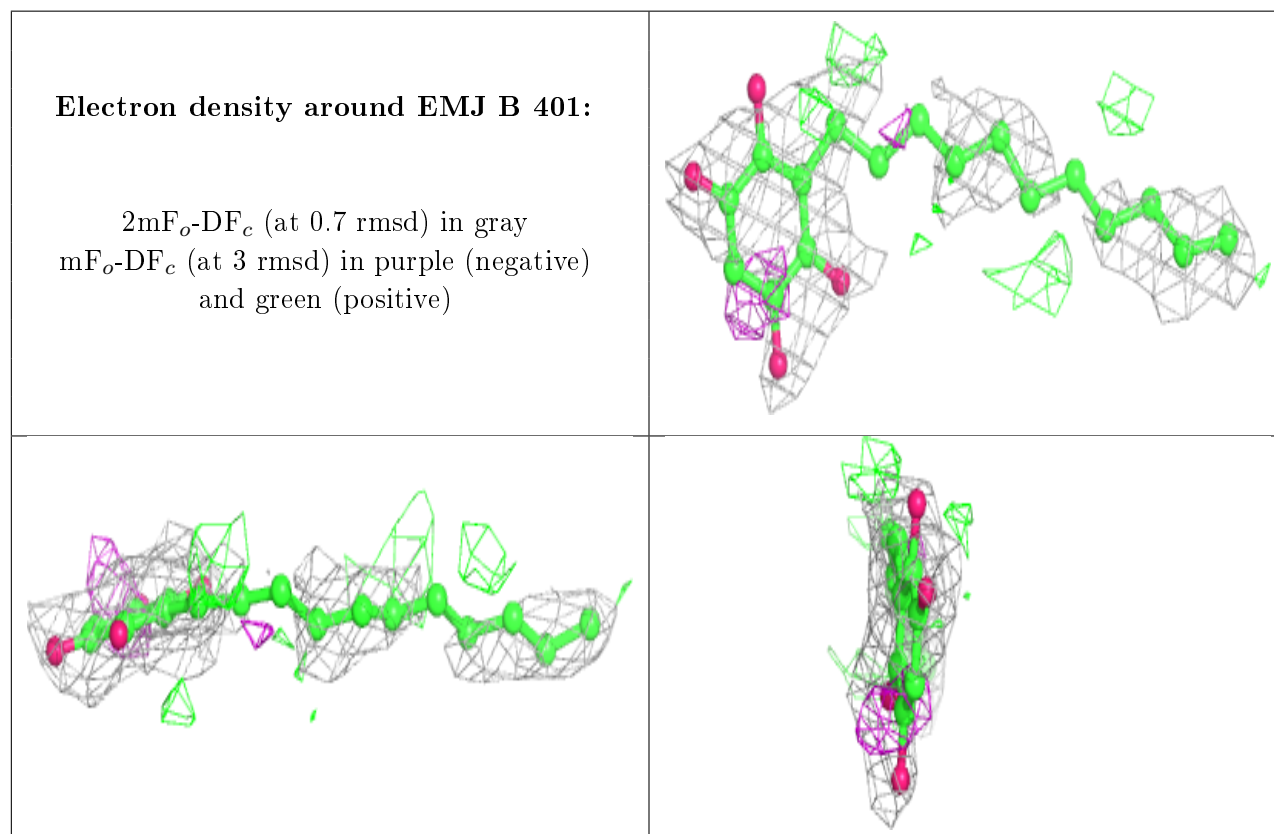 Electron density around EMJ B 401:
2mFo-DFc (at 0.7 rmsd) in gray
mFo-DFc (at 3 rmsd) in purple (negative)
and green (positive)